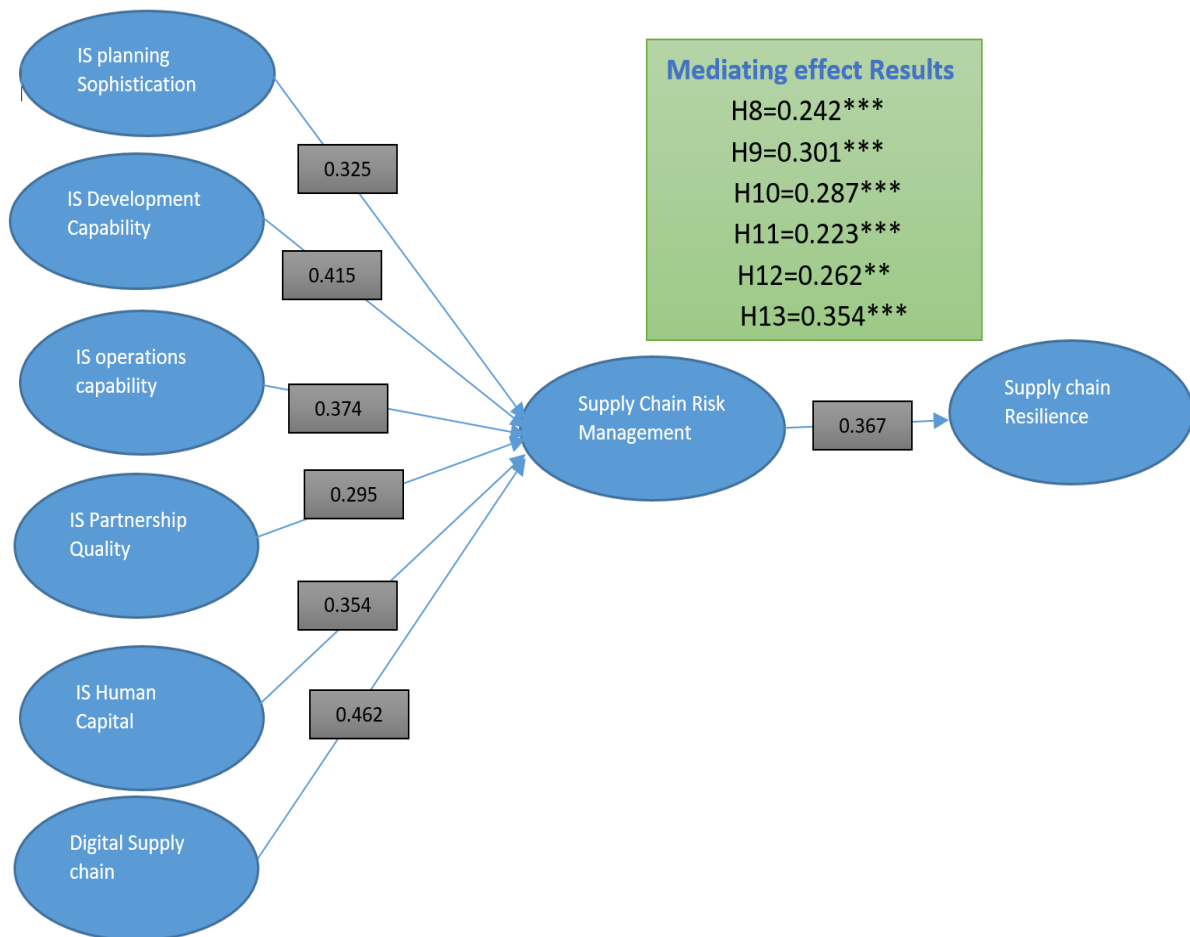 IS planning
Sophistication
IS Development
Capability
IS operations
capability
IS Partnership
Quality
IS Human
Capital
Digital Supply
chain
0.325
0.415
0.374
0.295
0.354
0.462
Mediating effect Results
H8=0.242***
H9=0.301***
H10=0.287***
H11=0.223***
H12=0.262**
H13=0.354***
Supply Chain Risk
Management
0.367
Supply chain
Resilience